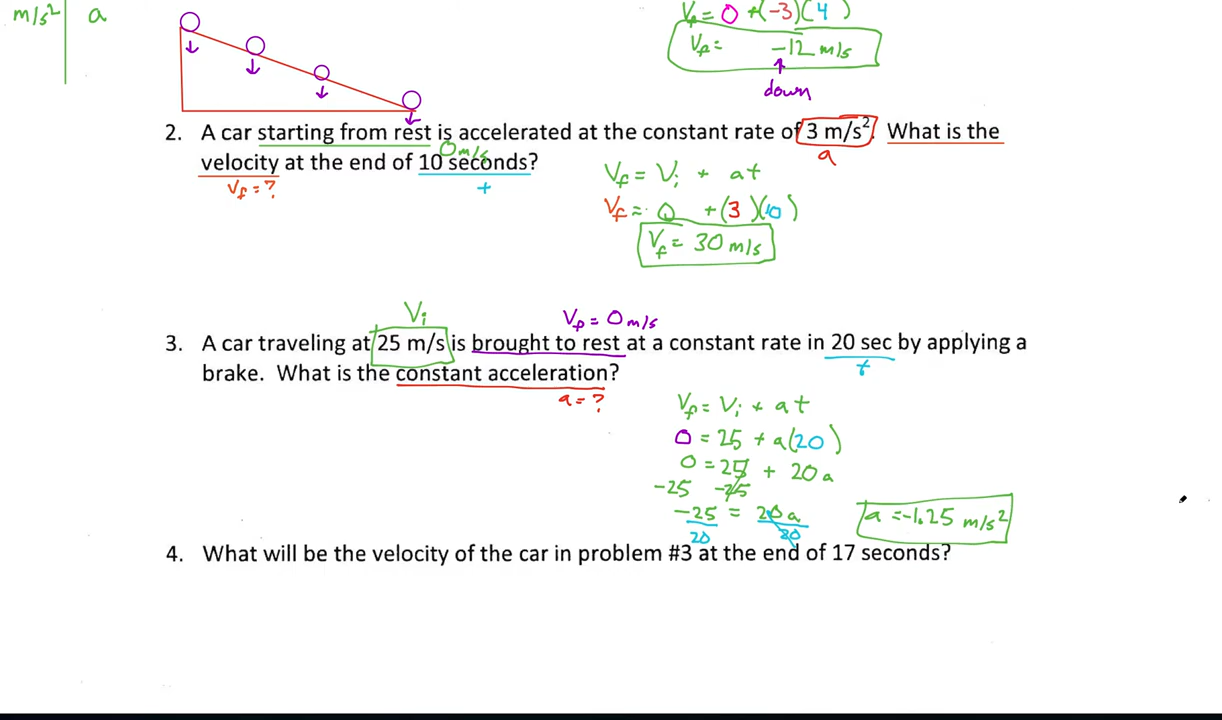 m/s² a
Vf = 0 + (-3)(4)
Vf = -12 m/s
down
2. A car starting from rest is accelerated at the constant rate of 3 m/s². What is the
0 m/s
a
velocity at the end of 10 seconds?
Vf = ?
t
Vf = Vi + at
Vf = 0 + (3)(10)
Vf = 30 m/s
Vi
Vf = 0 m/s
3. A car traveling at 25 m/s is brought to rest at a constant rate in 20 sec by applying a
t
brake. What is the constant acceleration?
a = ?
Vf = Vi + at
0 = 25 + a(20)
0 = 25 + 20a
-25 -25
-25 = 20a
20 20
a = -1.25 m/s²
4. What will be the velocity of the car in problem #3 at the end of 17 seconds?